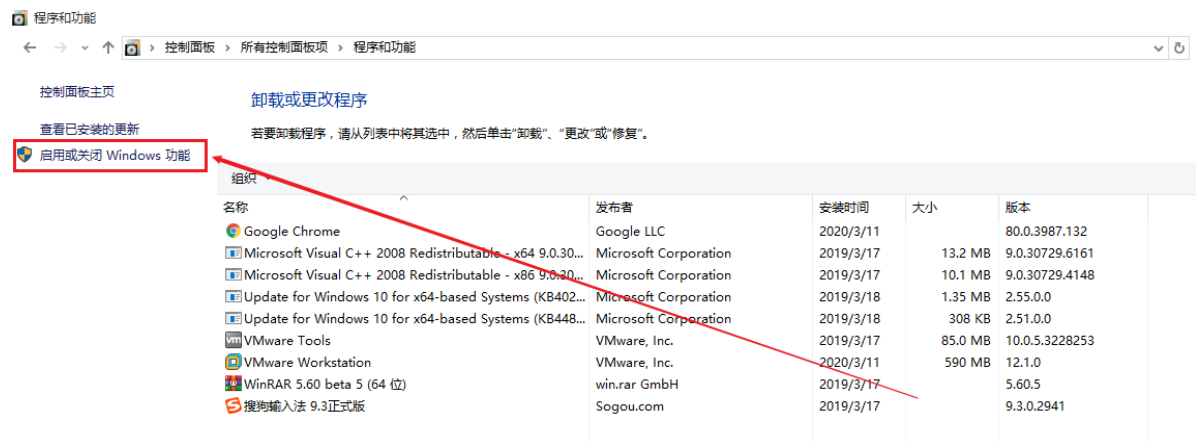 程序和功能
控制面板 › 所有控制面板项 › 程序和功能
控制面板主页
查看已安装的更新
启用或关闭 Windows 功能
卸载或更改程序
若要卸载程序，请从列表中将其选中，然后单击“卸载”、“更改”或“修复”。
组织
名称 发布者 安装时间 大小 版本
Google Chrome Google LLC 2020/3/11 80.0.3987.132
Microsoft Visual C++ 2008 Redistributable - x64 9.0.30... Microsoft Corporation 2019/3/17 13.2 MB 9.0.30729.6161
Microsoft Visual C++ 2008 Redistributable - x86 9.0.30... Microsoft Corporation 2019/3/17 10.1 MB 9.0.30729.4148
Update for Windows 10 for x64-based Systems (KB402... Microsoft Corporation 2019/3/18 1.35 MB 2.55.0.0
Update for Windows 10 for x64-based Systems (KB448... Microsoft Corporation 2019/3/18 308 KB 2.51.0.0
VMware Tools VMware, Inc. 2019/3/17 85.0 MB 10.0.5.3228253
VMware Workstation VMware, Inc. 2020/3/11 590 MB 12.1.0
WinRAR 5.60 beta 5 (64 位) win.rar GmbH 2019/3/17 5.60.5
搜狗输入法 9.3正式版 Sogou.com 2019/3/17 9.3.0.2941